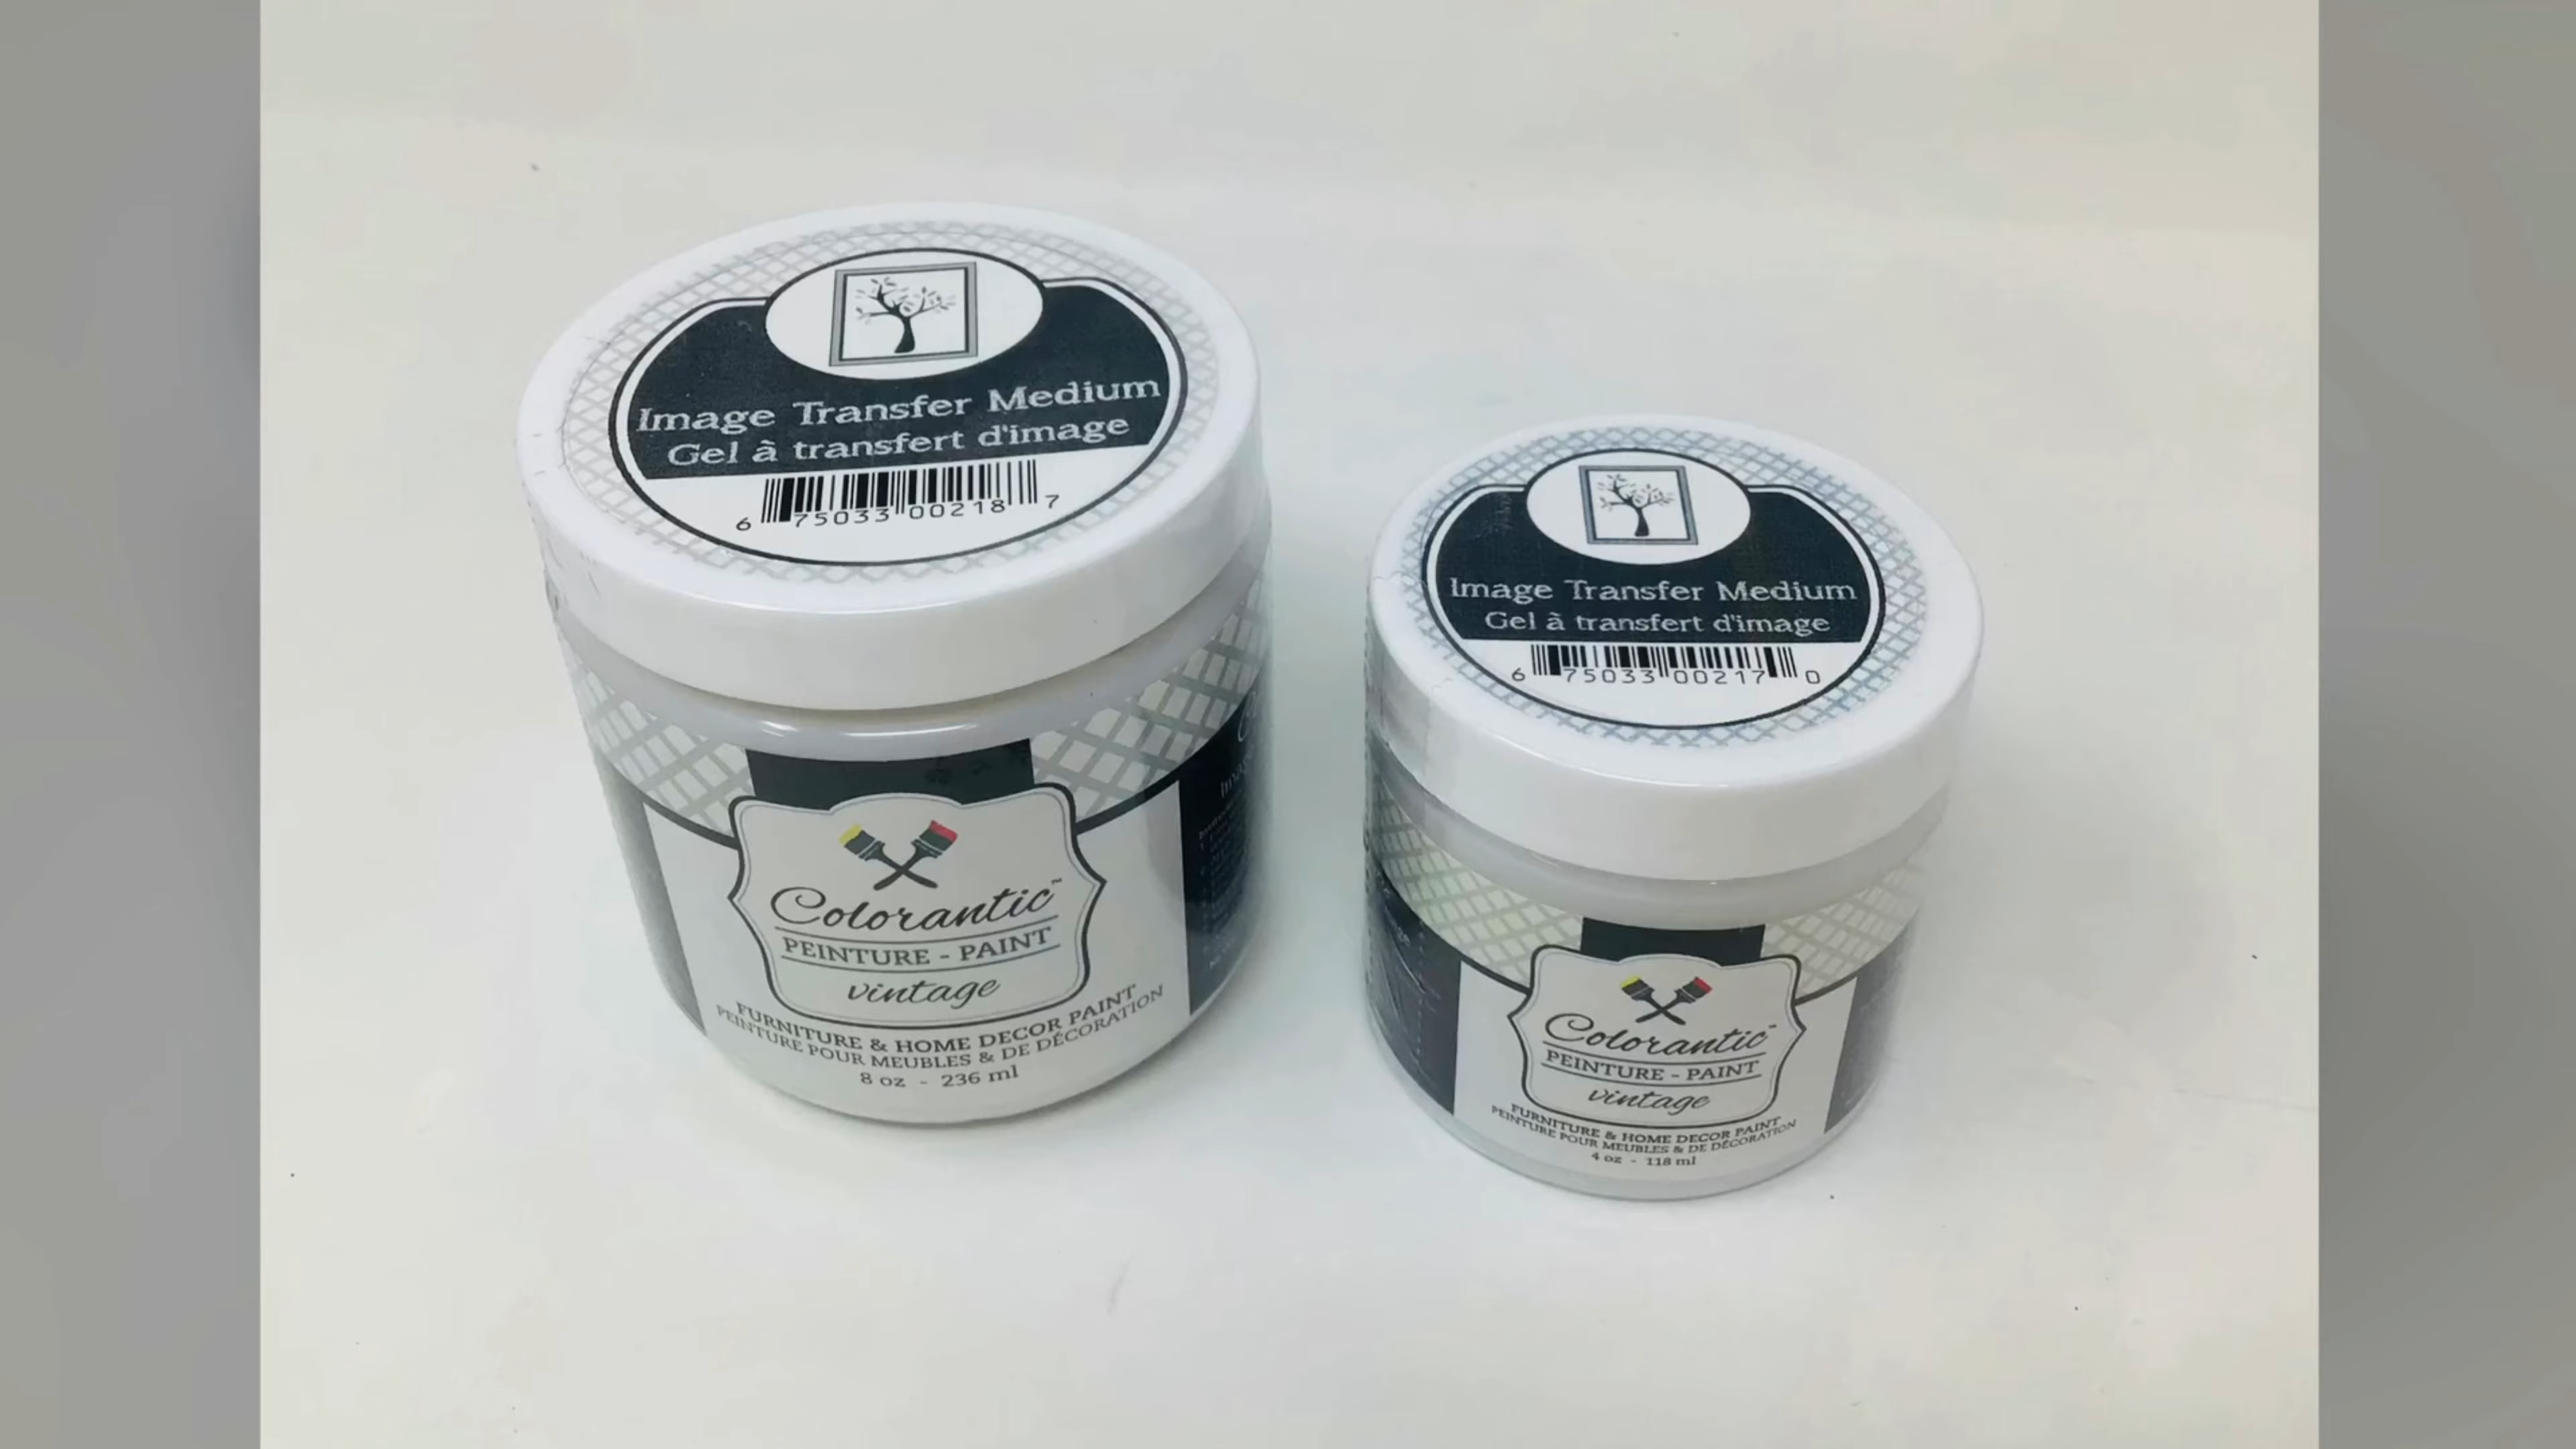 Image Transfer Medium
Gel à transfert d'image
6 75033 00218 7
Colorantic™
PEINTURE - PAINT
vintage
FURNITURE & HOME DECOR PAINT
PEINTURE POUR MEUBLES & DE DÉCORATION
8 oz - 236 ml
Image Transfer Medium
Gel à transfert d'image
6 75033 00217 0
Colorantic™
PEINTURE - PAINT
vintage
FURNITURE & HOME DECOR PAINT
PEINTURE POUR MEUBLES & DE DÉCORATION
4 oz - 118 ml